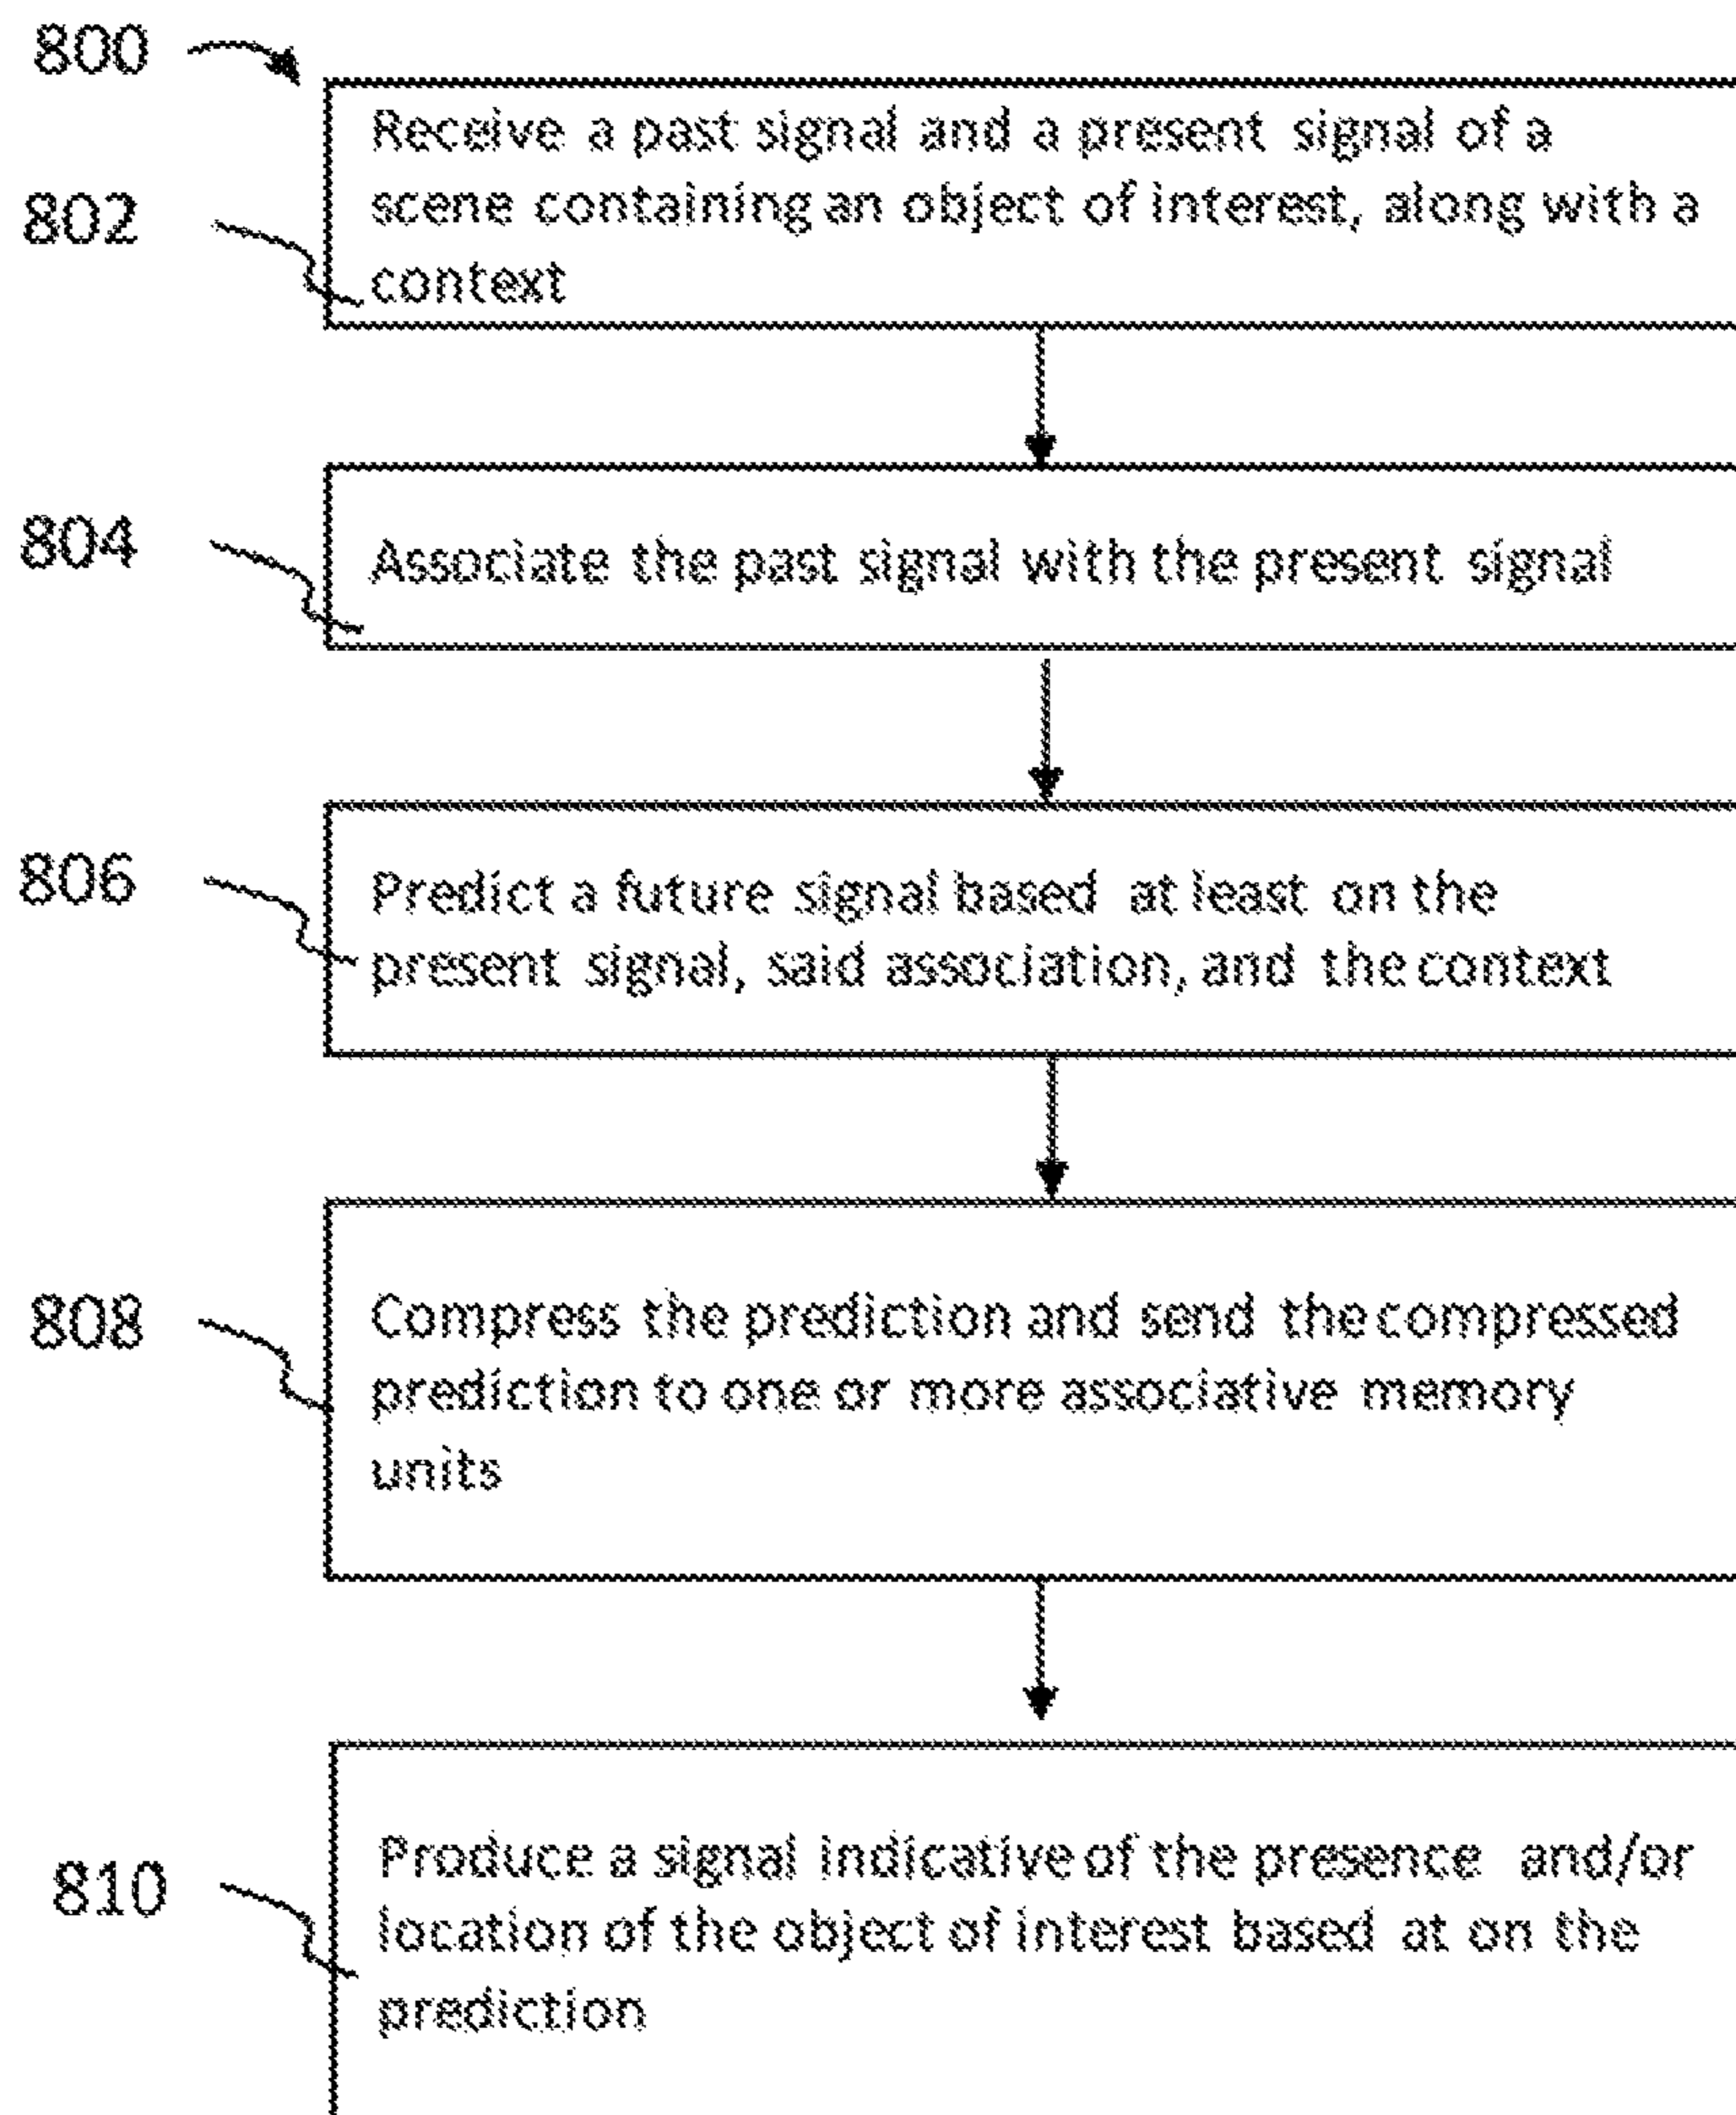 800
Receive a past signal and a present signal of a
scene containing an object of interest, along with a
context
802
Associate the past signal with the present signal
804
Predict a future signal based at least on the
present signal, said association, and the context
806
Compress the prediction and send the compressed
prediction to one or more associative memory
units
808
Produce a signal indicative of the presence and/or
location of the object of interest based at on the
prediction
810